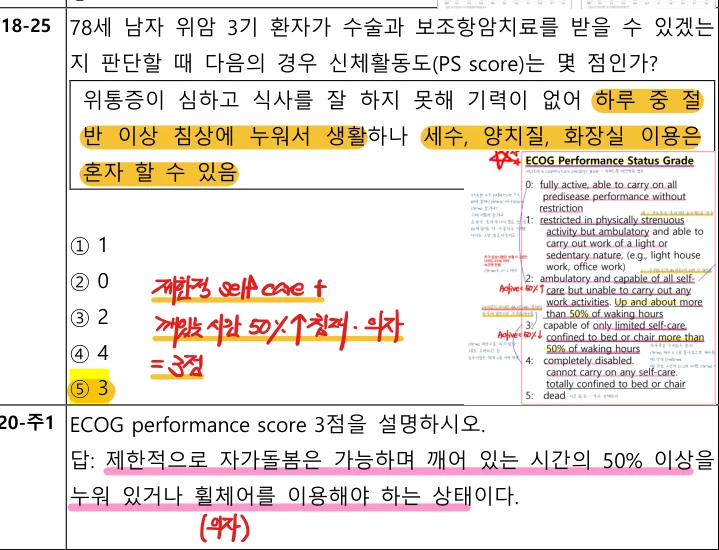 18-25
78세 남자 위암 3기 환자가 수술과 보조항암치료를 받을 수 있겠는
지 판단할 때 다음의 경우 신체활동도(PS score)는 몇 점인가?
위통증이 심하고 식사를 잘 하지 못해 기력이 없어 하루 중 절
반 이상 침상에 누워서 생활하나 세수, 양치질, 화장실 이용은
혼자 할 수 있음
① 1
② 0
③ 2
④ 4
⑤ 3
제한적 self care +
깨있는 시간 50%↑ 침대·의자
= 3점
ECOG Performance Status Grade
0: fully active, able to carry on all
predisease performance without
restriction
1: restricted in physically strenuous
activity but ambulatory and able to
carry out work of a light or
sedentary nature, (e.g., light house
work, office work)
2: ambulatory and capable of all self-
care but unable to carry out any
work activities. Up and about more
than 50% of waking hours
3: capable of only limited self-care,
confined to bed or chair more than
50% of waking hours
4: completely disabled.
cannot carry on any self-care.
totally confined to bed or chair
5: dead
Active 50%↑
Active 50%↓
20-주1
ECOG performance score 3점을 설명하시오.
답: 제한적으로 자가돌봄은 가능하며 깨어 있는 시간의 50% 이상을
누워 있거나 휠체어를 이용해야 하는 상태이다.
(의자)